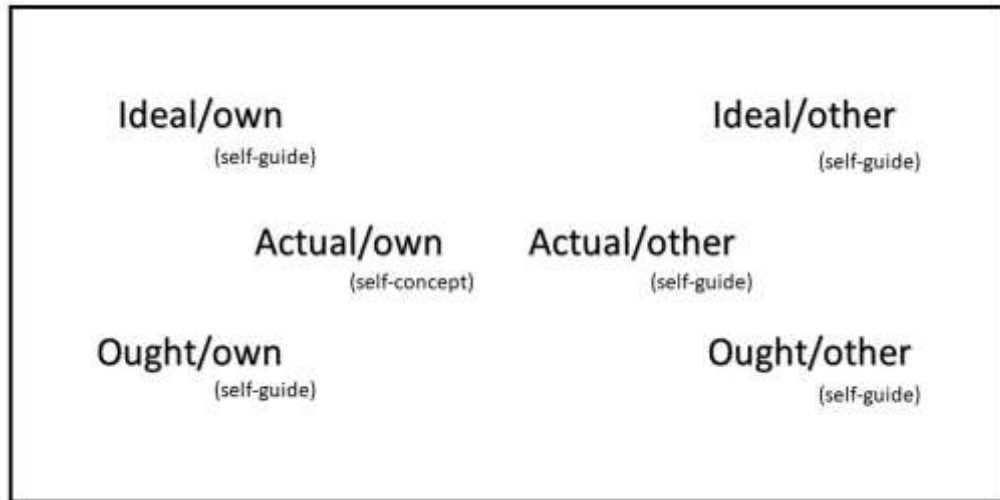 Ideal/own
(self-guide)
Ideal/other
(self-guide)
Actual/own
(self-concept)
Actual/other
(self-guide)
Ought/own
(self-guide)
Ought/other
(self-guide)